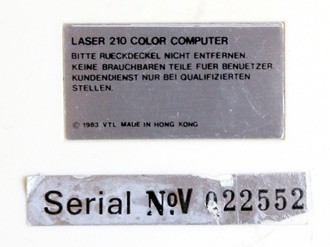 LASER 210 COLOR COMPUTER
BITTE RUECKDECKEL NICHT ENTFERNEN.
KEINE BRAUCHBAREN TEILE FUER BENUETZER.
KUNDENDIENST NUR BEI QUALIFIZIERTEN
STELLEN.
© 1983 VTL MADE IN HONG KONG
Serial NoV 022552